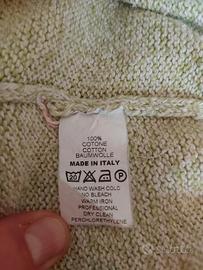 100%
COTONE
COTTON
BAUMWOLLE
MADE IN ITALY
P
HAND WASH COLD
NO BLEACH
WARM IRON
PROFESSIONAL
DRY CLEAN
PERCHLORETHYLENE